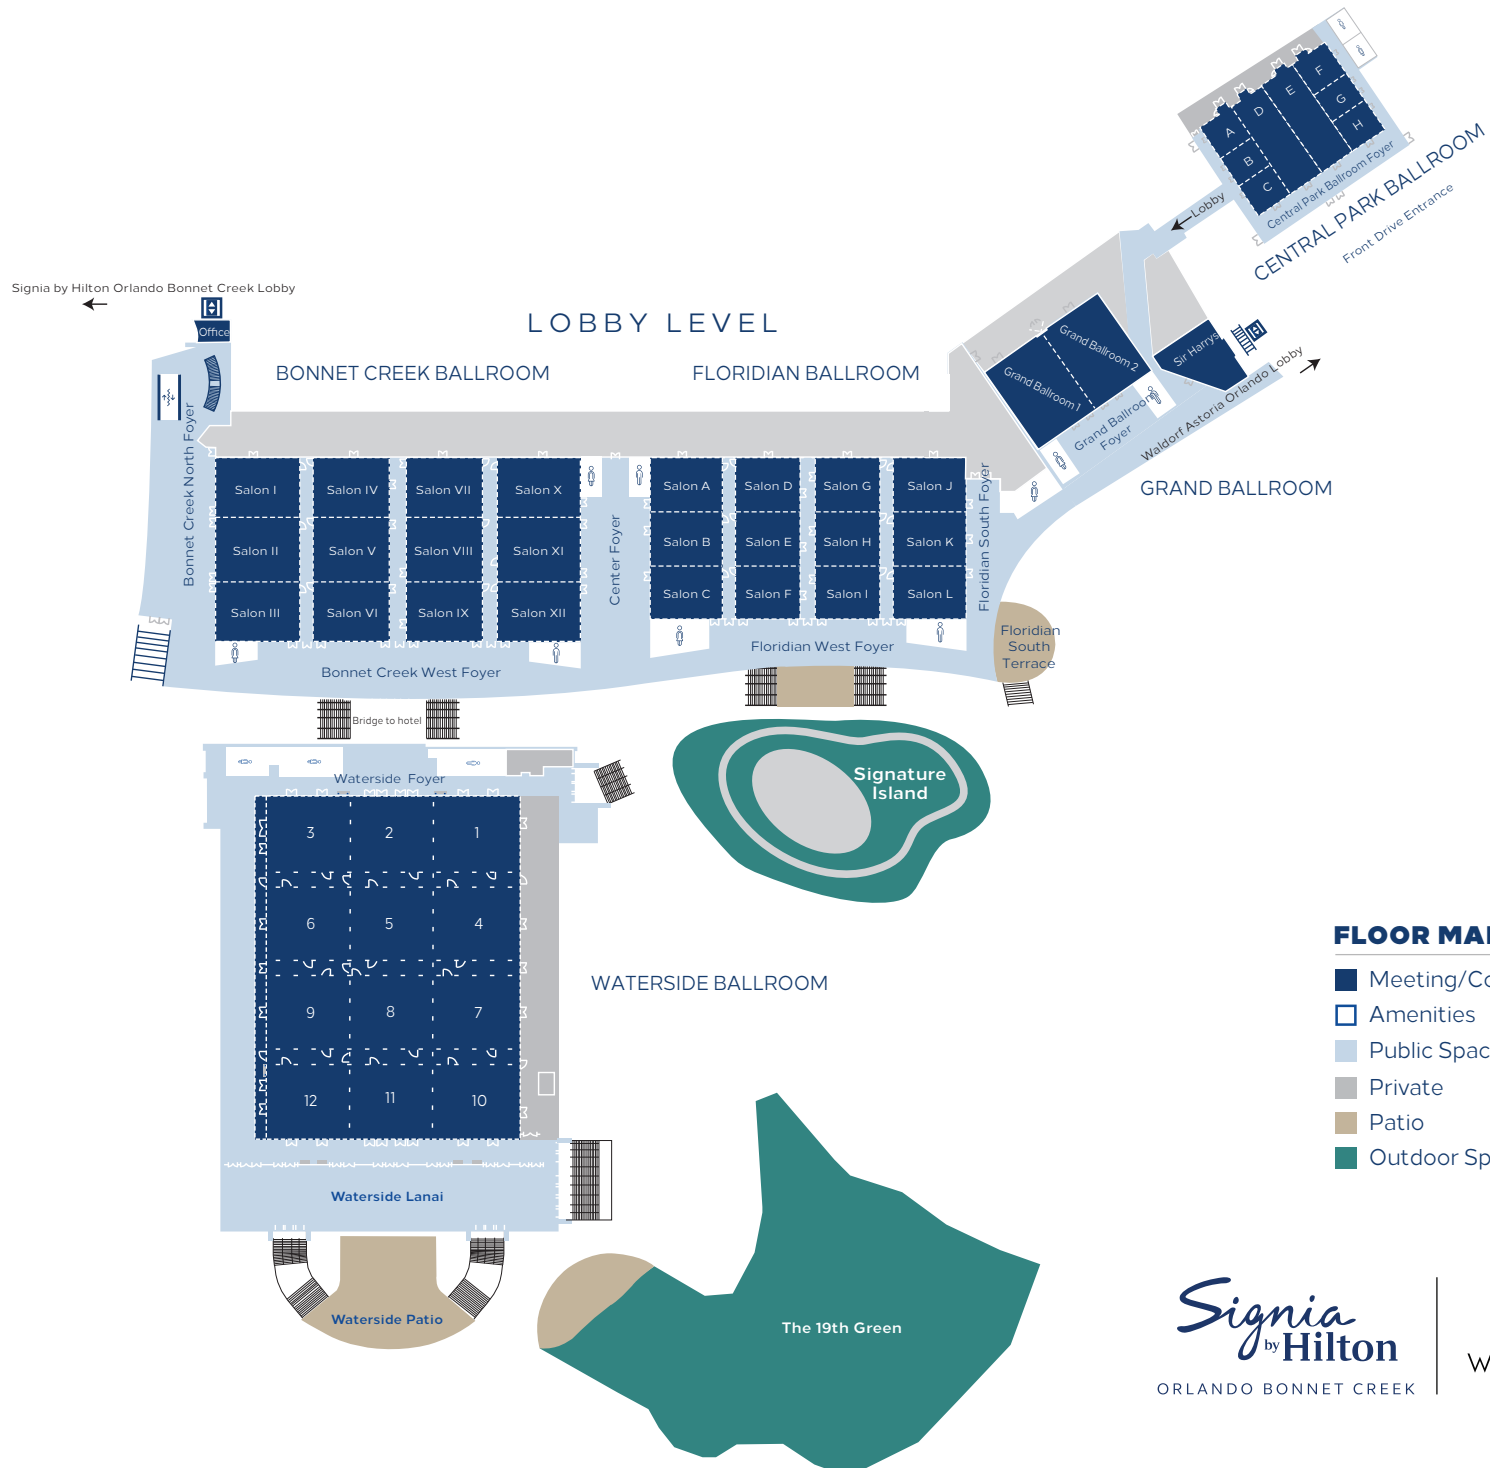 F
E
G
D
H
A
B
C
Central Park Ballroom Foyer
CENTRAL PARK BALLROOM
Front Drive Entrance
Lobby
Signia by Hilton Orlando Bonnet Creek Lobby
Office
LOBBY LEVEL
BONNET CREEK BALLROOM
FLORIDIAN BALLROOM
Grand Ballroom 2
Grand Ballroom 1
Sir Harrys
Grand Ballroom
Foyer
Waldorf Astoria Orlando Lobby
GRAND BALLROOM
Bonnet Creek North Foyer
Salon I
Salon IV
Salon VII
Salon X
Salon II
Salon V
Salon VIII
Salon XI
Salon III
Salon VI
Salon IX
Salon XII
Center Foyer
Salon A
Salon D
Salon G
Salon J
Salon B
Salon E
Salon H
Salon K
Salon C
Salon F
Salon I
Salon L
Floridian South Foyer
Floridian
South
Terrace
Floridian West Foyer
Bonnet Creek West Foyer
Bridge to hotel
Waterside Foyer
Signature
Island
3
2
1
6
5
4
9
8
7
12
11
10
WATERSIDE BALLROOM
Waterside Lanai
Waterside Patio
The 19th Green
FLOOR MA
Meeting/Co
Amenities
Public Spac
Private
Patio
Outdoor Sp
Signia
by Hilton
ORLANDO BONNET CREEK
W